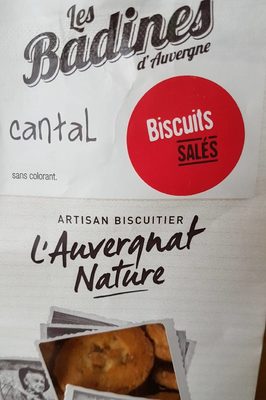 Les
Badines
d'Auvergne
cantal
Biscuits
SALÉS
sans colorant.
ARTISAN BISCUITIER
L'Auvergnat
Nature